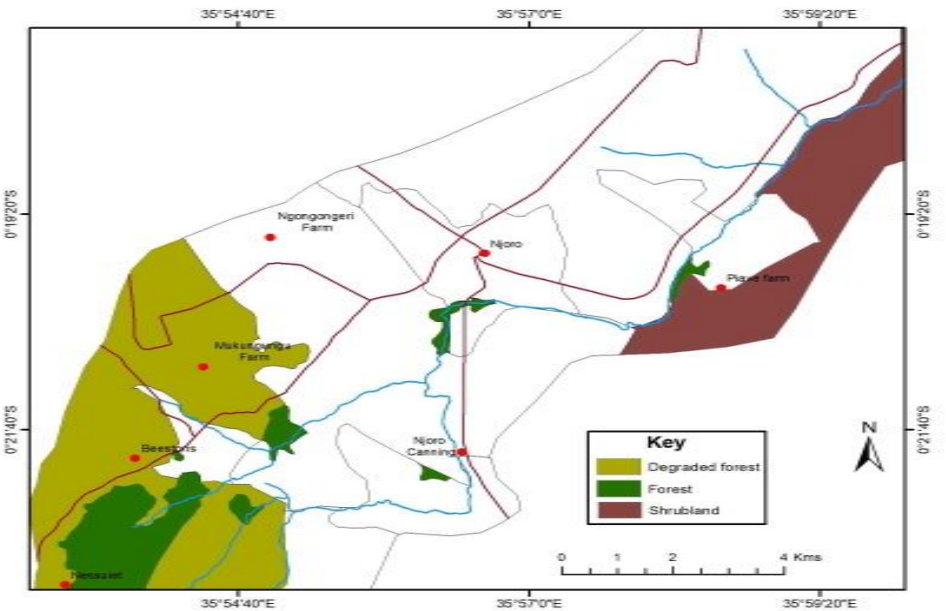 35°54'40"E
35°57'0"E
35°59'20"E
0°19'20"S
0°19'20"S
Ngongongeri
Farm
Njoro
Piave farm
Mukungungu
Farm
0°21'40"S
0°21'40"S
Beestons
Njoro
Canning
N
Key
Degraded forest
Forest
Shrubland
Nessuiet
0 1 2 4 Kms
35°54'40"E
35°57'0"E
35°59'20"E